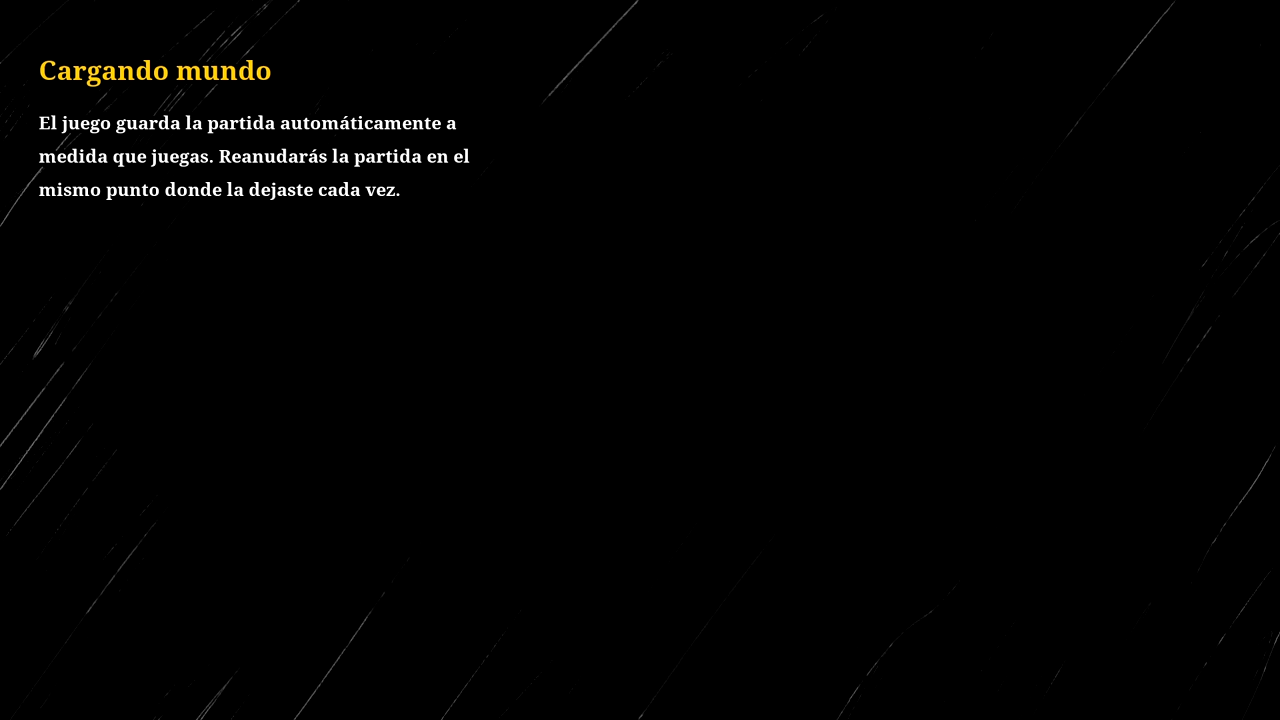 Cargando mundo
El juego guarda la partida automáticamente a
medida que juegas. Reanudarás la partida en el
mismo punto donde la dejaste cada vez.